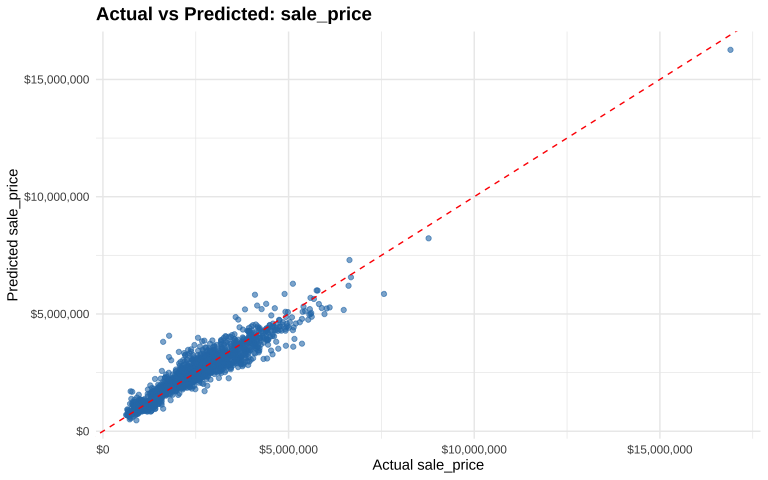 Actual vs Predicted: sale_price
Predicted sale_price
$15,000,000
$10,000,000
$5,000,000
$0
$0
$5,000,000
$10,000,000
$15,000,000
Actual sale_price